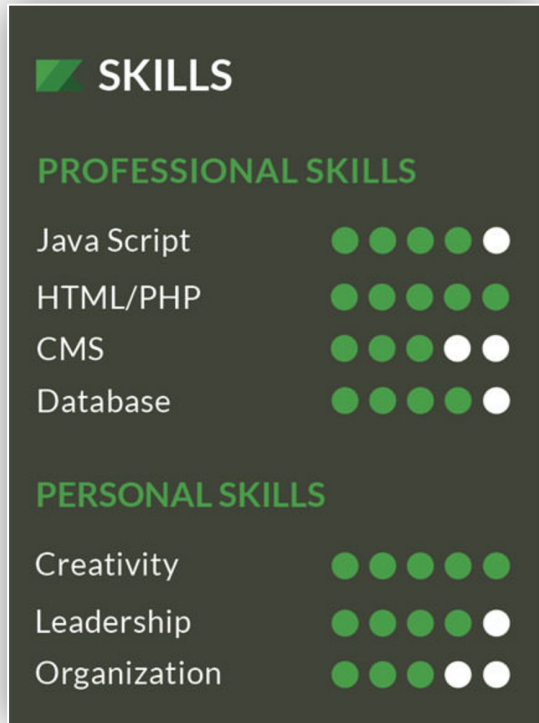 SKILLS
PROFESSIONAL SKILLS
Java Script
HTML/PHP
CMS
Database
PERSONAL SKILLS
Creativity
Leadership
Organization